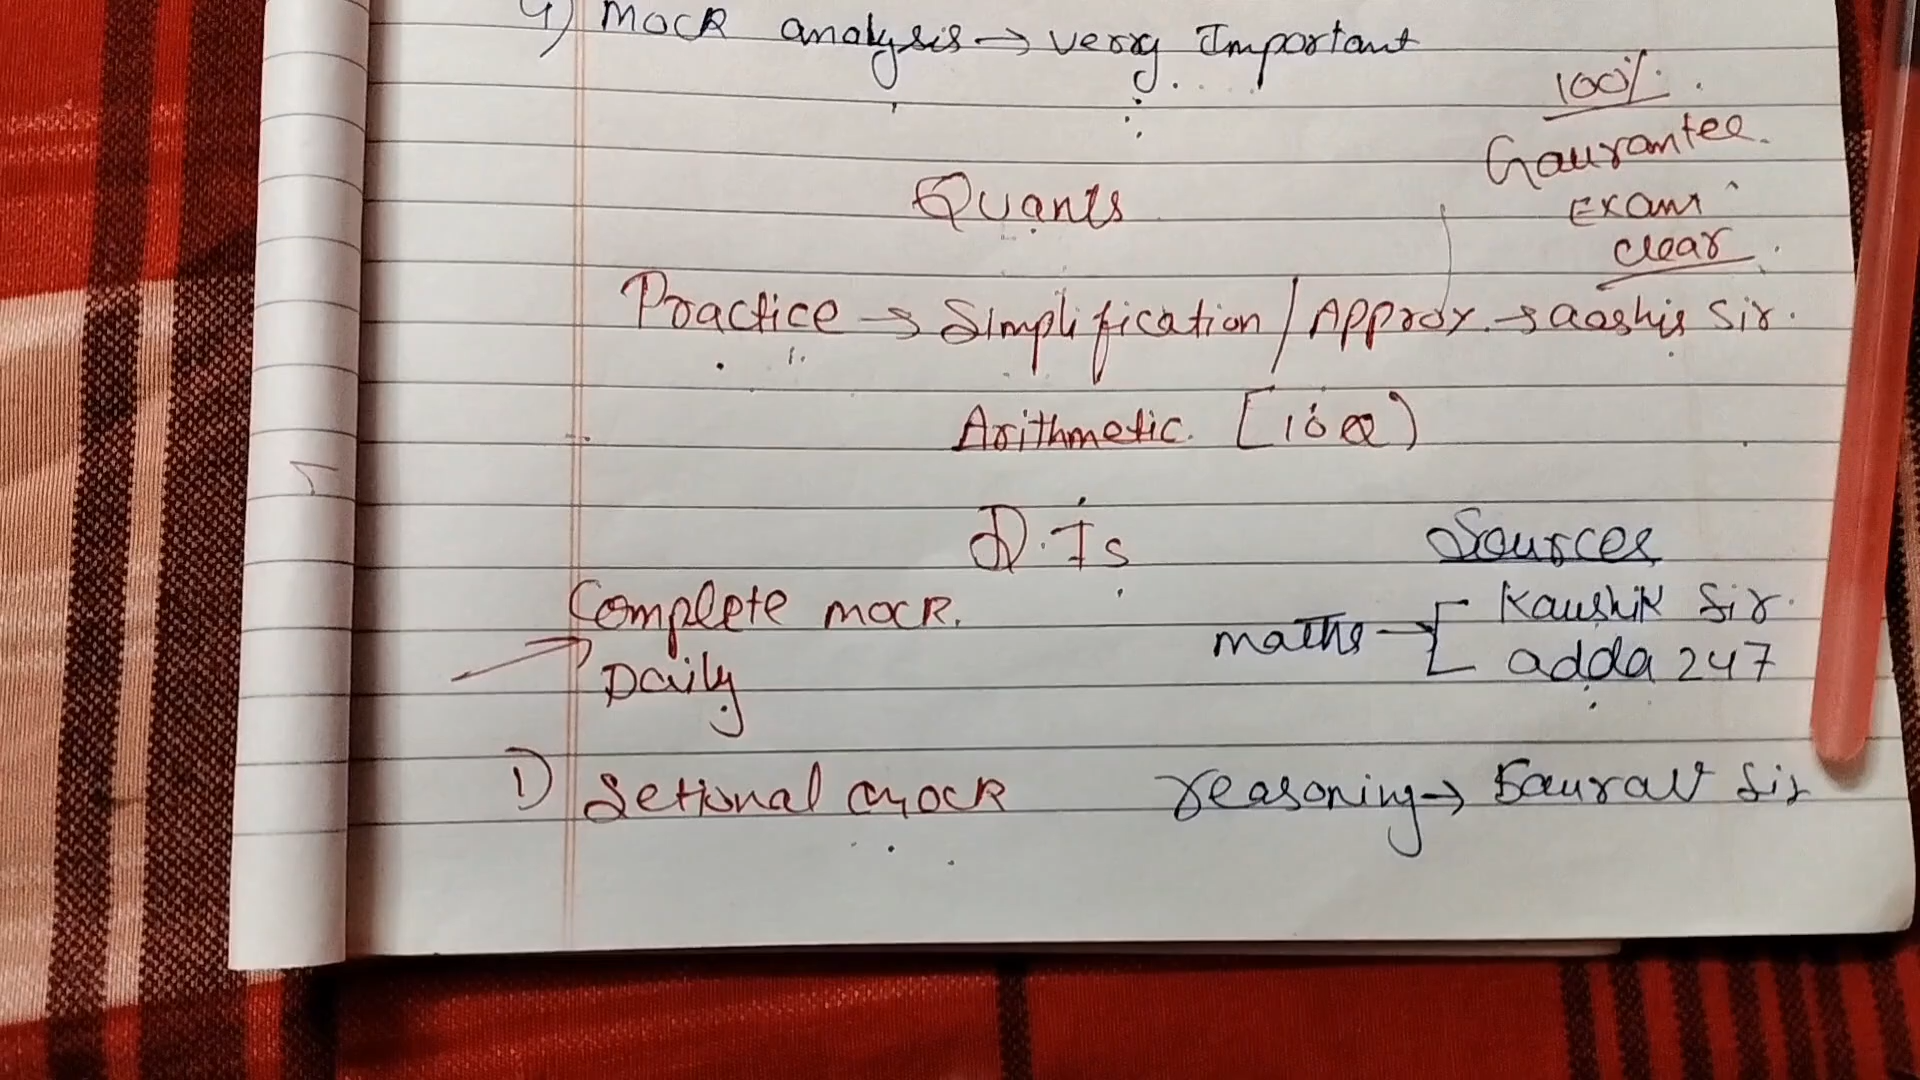 4) Mock analysis → very Important
100%.
Gaurantee.
Exam
clear
Quants
Practice → Simplification / Approx. → aashis Sir.
Arithmetic. [10Q)
D.Is
Sources
Complete mock.
Daily
maths → Kaushik Sir.
adda 247
1) Setional mock
reasoning → Saurav Sir